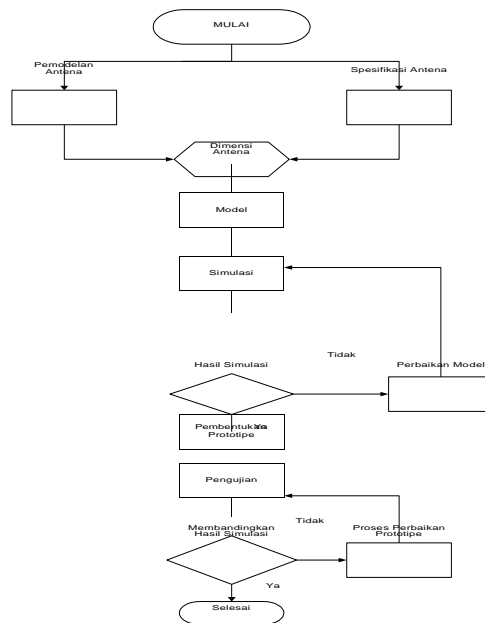 MULAI
Pemodelan
Antena
Spesifikasi Antena
Dimensi
Antena
Model
Simulasi
Tidak
Hasil Simulasi
Perbaikan Model
Ya
Pembentukan
Prototipe
Pengujian
Tidak
Membandingkan
Hasil Simulasi
Proses Perbaikan
Prototipe
Ya
Selesai